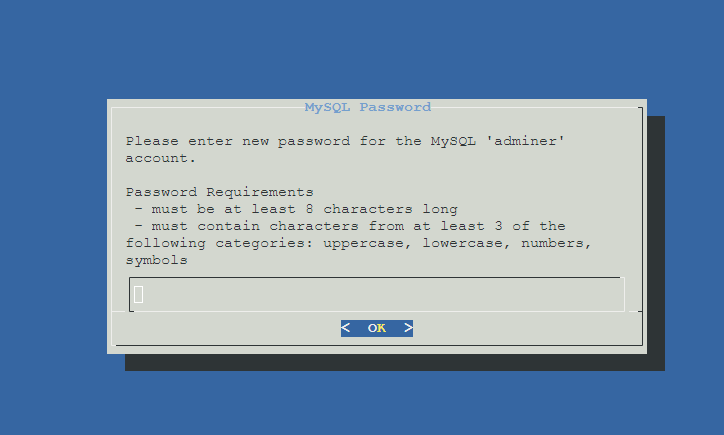 MySQL Password
Please enter new password for the MySQL 'adminer'
account.
Password Requirements
- must be at least 8 characters long
- must contain characters from at least 3 of the
following categories: uppercase, lowercase, numbers,
symbols
< OK >